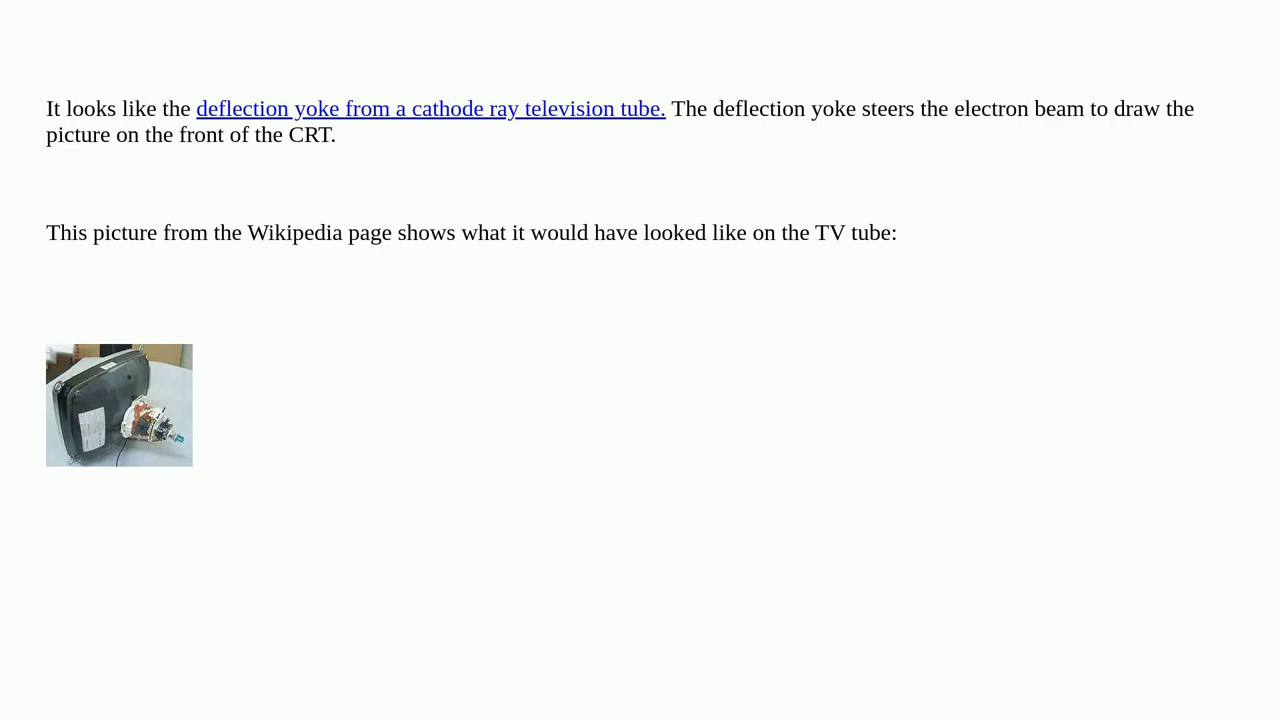 It looks like the deflection yoke from a cathode ray television tube. The deflection yoke steers the electron beam to draw the
picture on the front of the CRT.
This picture from the Wikipedia page shows what it would have looked like on the TV tube: